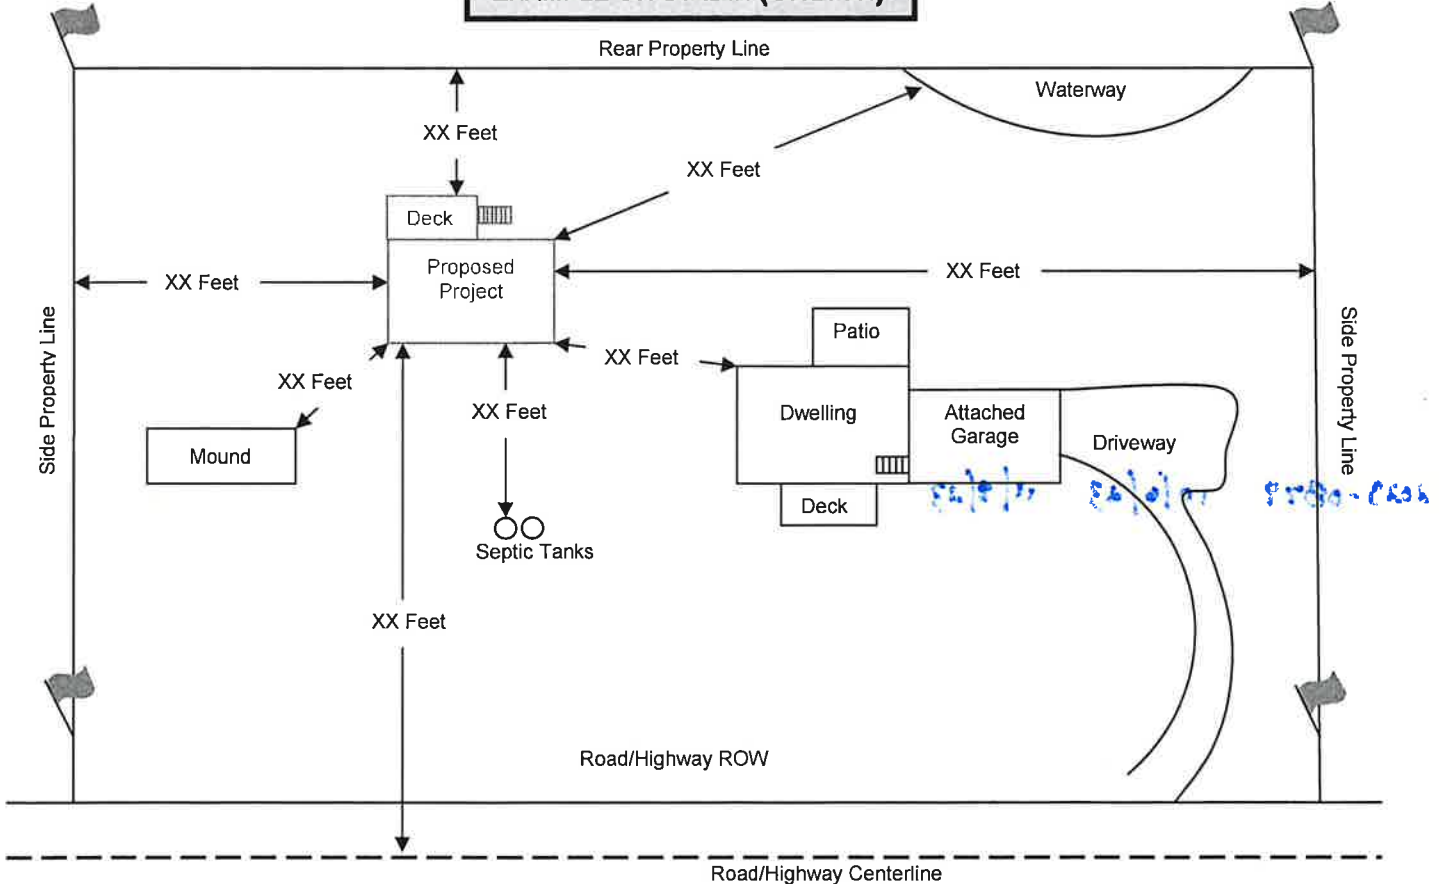 Rear Property Line
Waterway
XX Feet
XX Feet
Deck
Proposed
Project
XX Feet
XX Feet
Side Property Line
Side Property Line
Patio
XX Feet
XX Feet
XX Feet
Dwelling
Attached
Garage
Driveway
Mound
Deck
Septic Tanks
XX Feet
Road/Highway ROW
Road/Highway Centerline